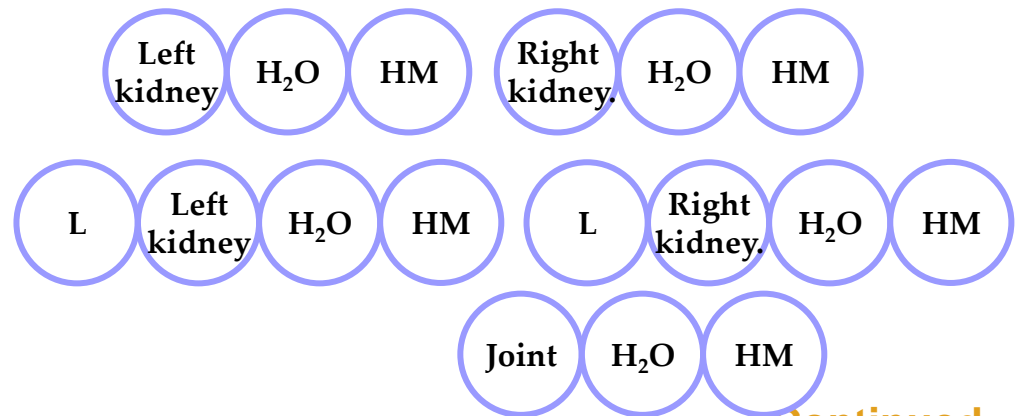 Left kidney H₂O HM Right kidney. H₂O HM
L Left kidney H₂O HM L Right kidney. H₂O HM
Joint H₂O HM